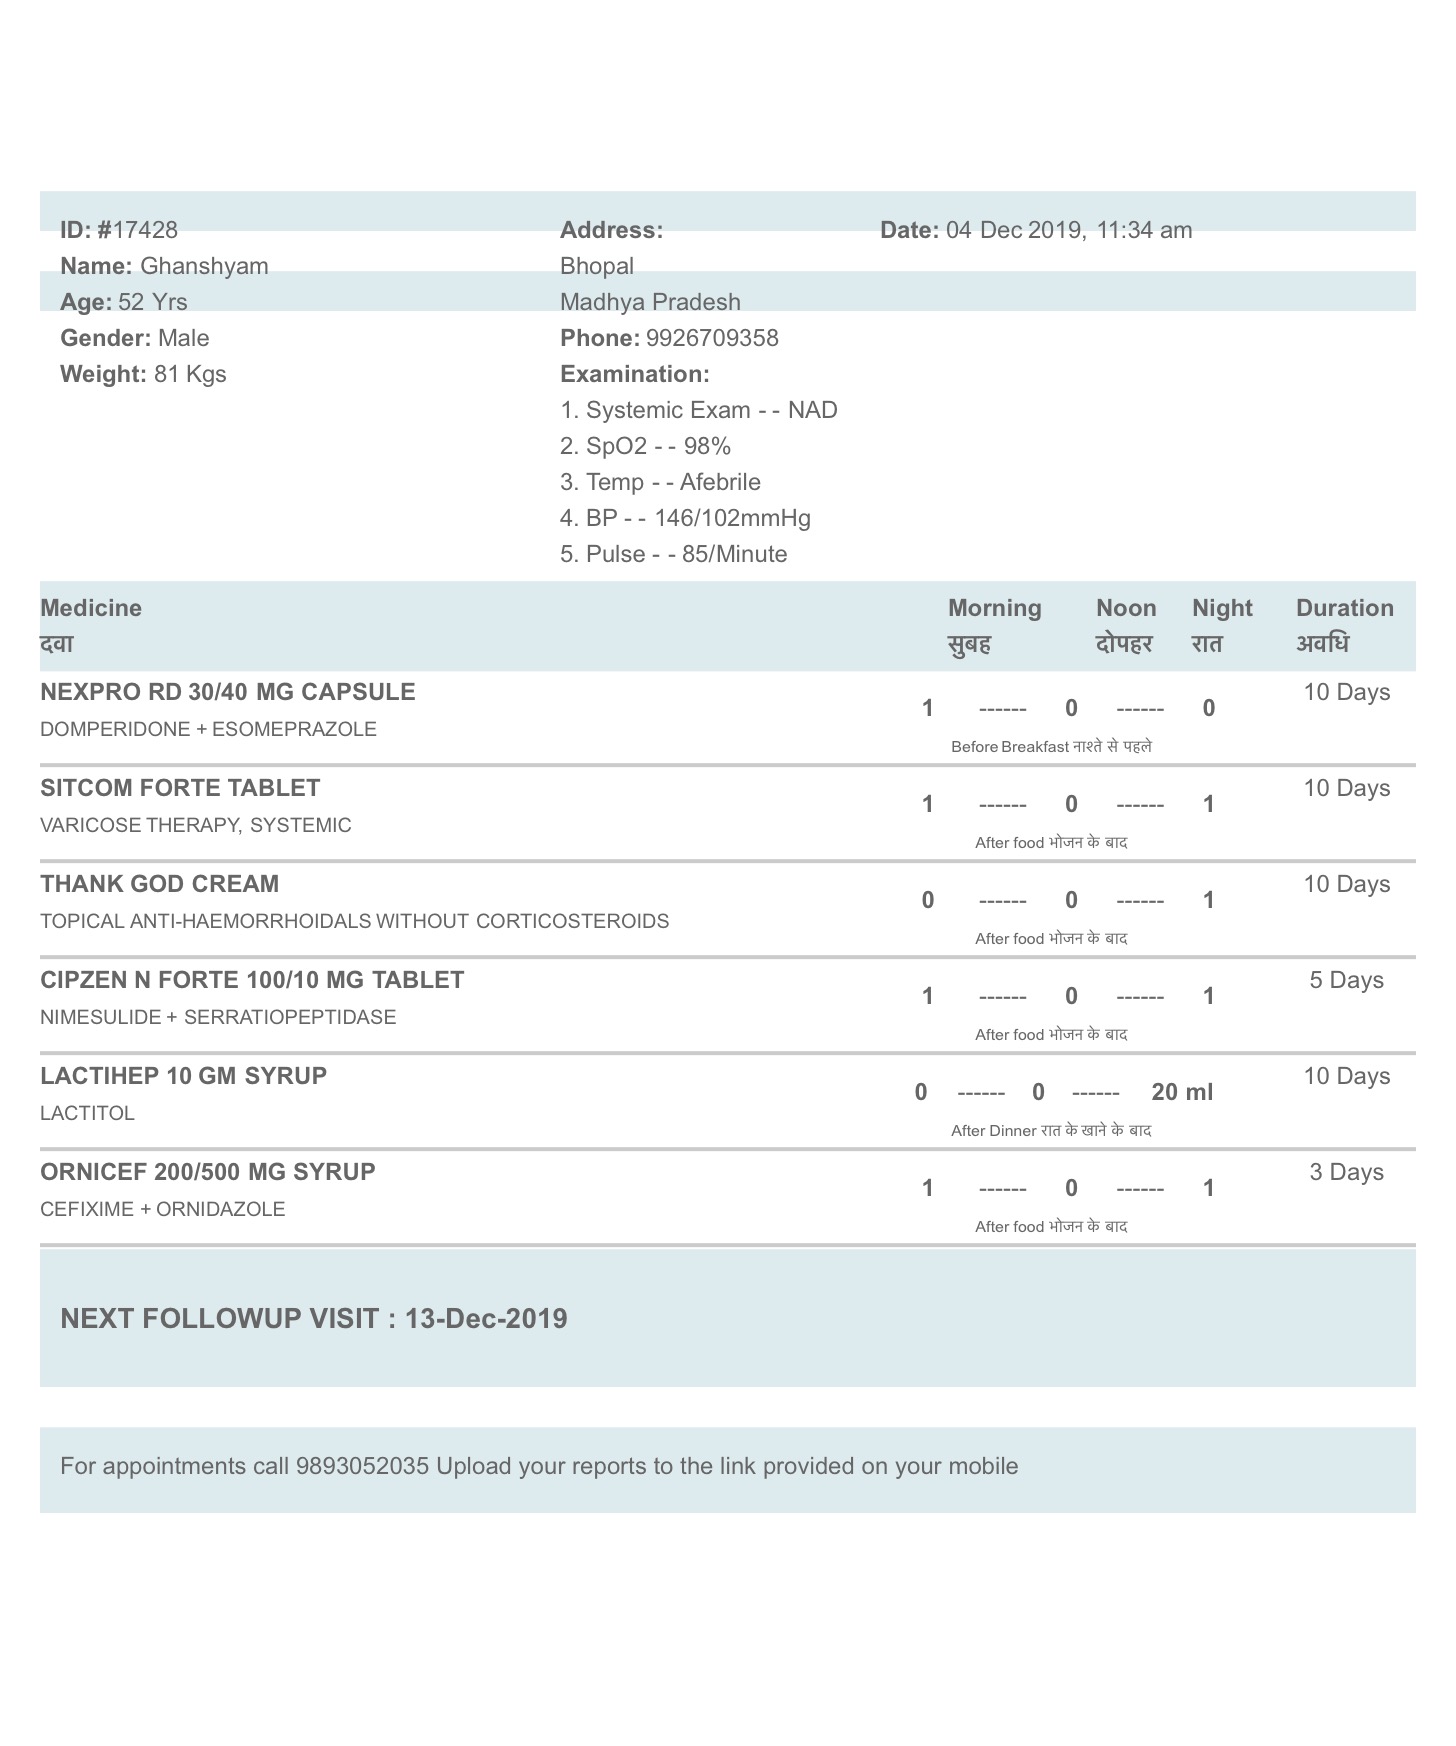 ID: #17428 Address: Date: 04 Dec 2019, 11:34 am
Name: Ghanshyam Bhopal
Age: 52 Yrs Madhya Pradesh
Gender: Male Phone: 9926709358
Weight: 81 Kgs Examination:
1. Systemic Exam - - NAD
2. SpO2 - - 98%
3. Temp - - Afebrile
4. BP - - 146/102mmHg
5. Pulse - - 85/Minute
Medicine Morning Noon Night Duration
दवा सुबह दोपहर रात अवधि
NEXPRO RD 30/40 MG CAPSULE 1 ------ 0 ------ 0 10 Days
DOMPERIDONE + ESOMEPRAZOLE
Before Breakfast नाश्ते से पहले
SITCOM FORTE TABLET 1 ------ 0 ------ 1 10 Days
VARICOSE THERAPY, SYSTEMIC
After food भोजन के बाद
THANK GOD CREAM 0 ------ 0 ------ 1 10 Days
TOPICAL ANTI-HAEMORRHOIDALS WITHOUT CORTICOSTEROIDS
After food भोजन के बाद
CIPZEN N FORTE 100/10 MG TABLET 1 ------ 0 ------ 1 5 Days
NIMESULIDE + SERRATIOPEPTIDASE
After food भोजन के बाद
LACTIHEP 10 GM SYRUP 0 ------ 0 ------ 20 ml 10 Days
LACTITOL
After Dinner रात के खाने के बाद
ORNICEF 200/500 MG SYRUP 1 ------ 0 ------ 1 3 Days
CEFIXIME + ORNIDAZOLE
After food भोजन के बाद
NEXT FOLLOWUP VISIT : 13-Dec-2019
For appointments call 9893052035 Upload your reports to the link provided on your mobile